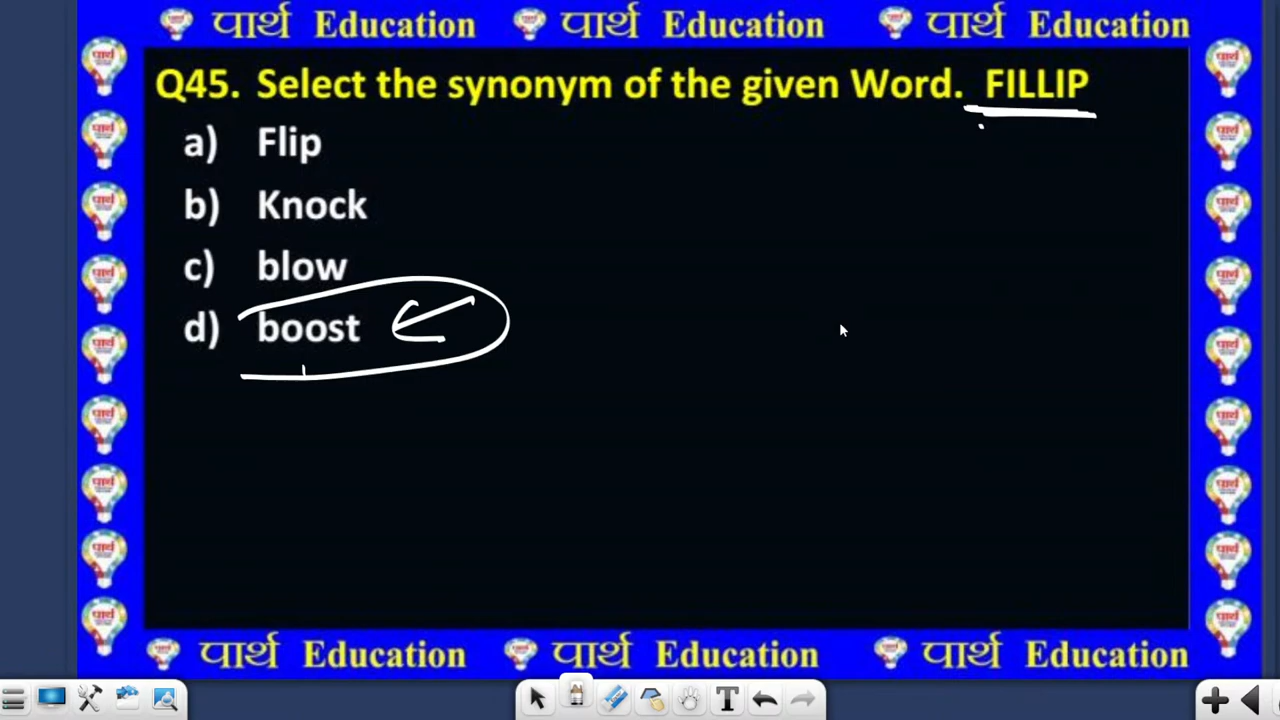 पार्थ Education पार्थ Education पार्थ Education
Q45. Select the synonym of the given Word. FILLIP
a) Flip
b) Knock
c) blow
d) boost
पार्थ Education पार्थ Education पार्थ Education